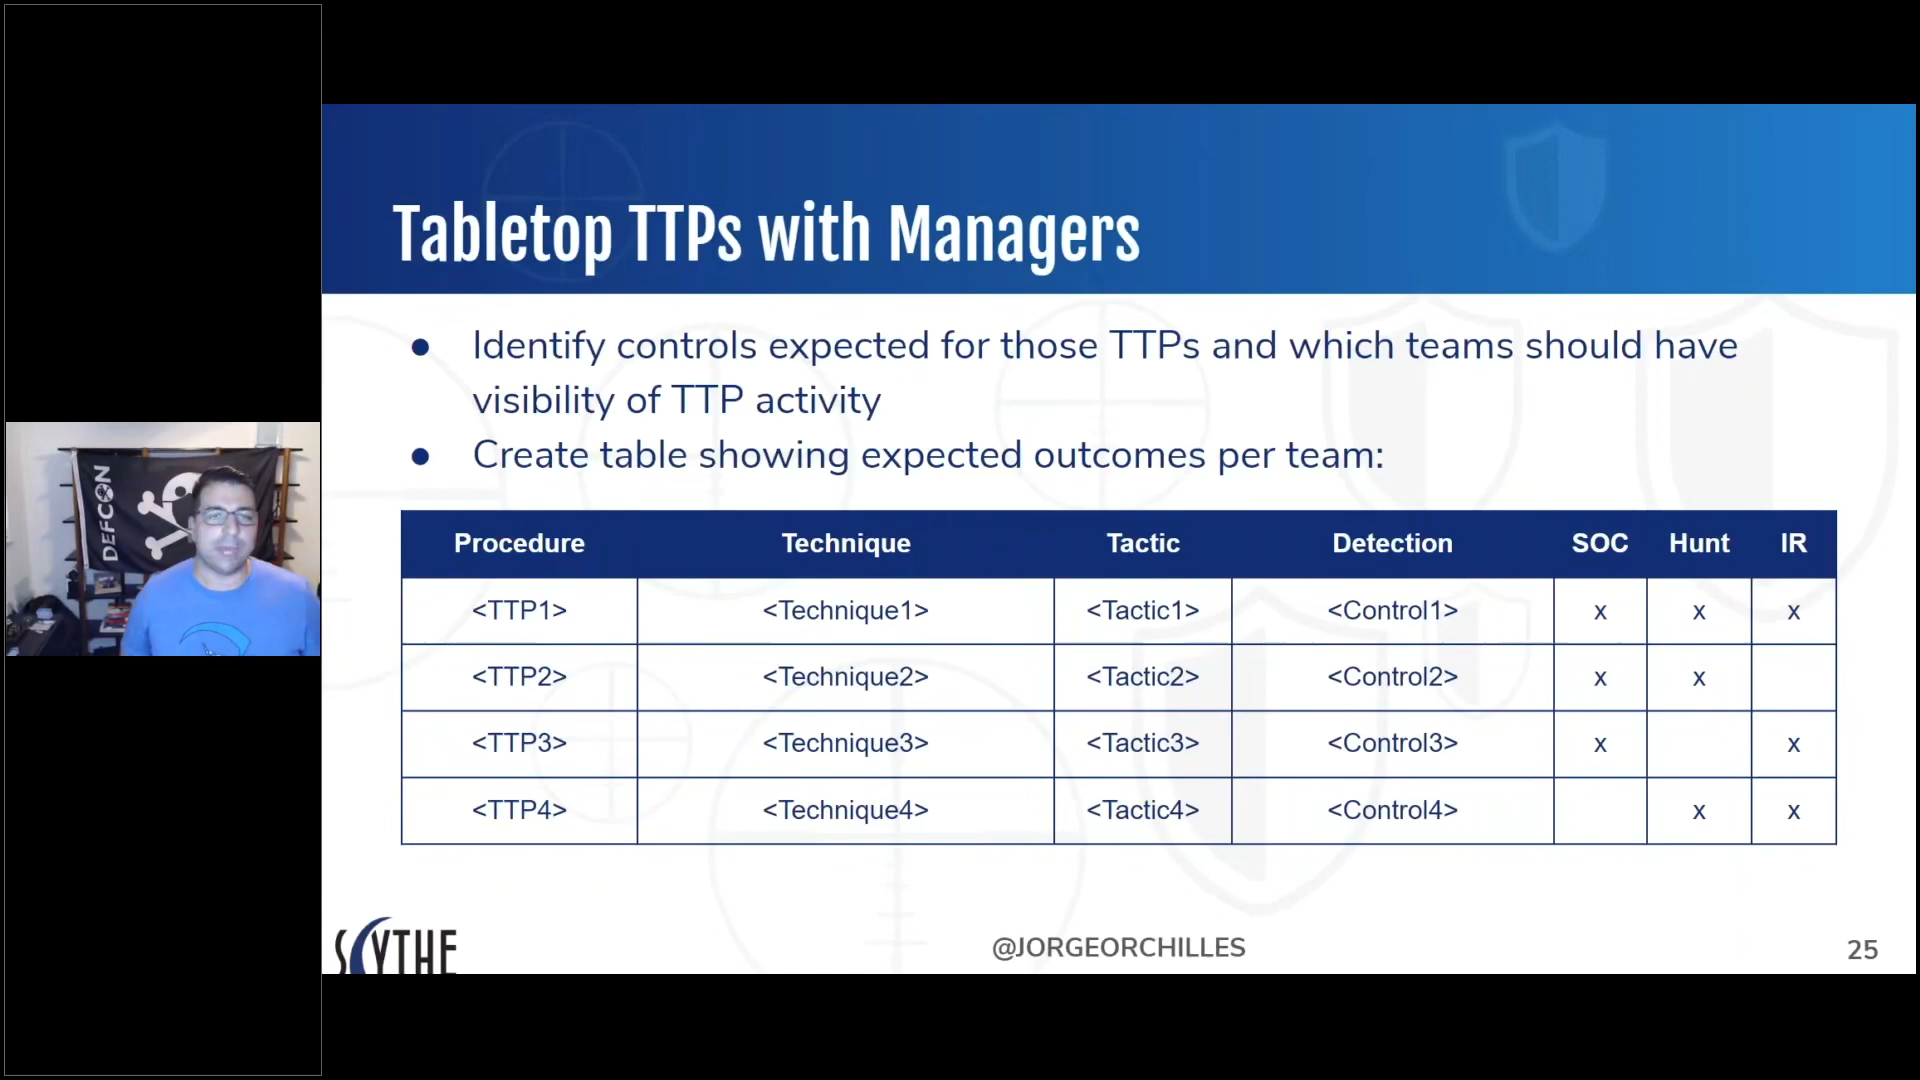 Tabletop TTPs with Managers
● Identify controls expected for those TTPs and which teams should have
visibility of TTP activity
● Create table showing expected outcomes per team:
Procedure Technique Tactic Detection SOC Hunt IR
<TTP1> <Technique1> <Tactic1> <Control1> x x x
<TTP2> <Technique2> <Tactic2> <Control2> x x
<TTP3> <Technique3> <Tactic3> <Control3> x x
<TTP4> <Technique4> <Tactic4> <Control4> x x
DEFCON
SCYTHE
@JORGEORCHILLES
25